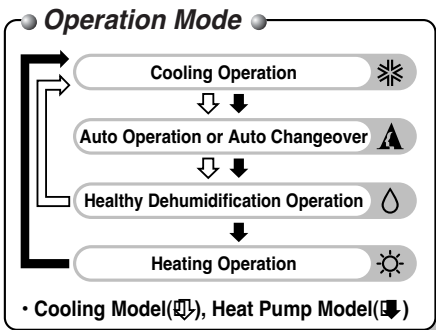 Operation Mode
Cooling Operation
Auto Operation or Auto Changeover
Healthy Dehumidification Operation
Heating Operation
• Cooling Model(⇩), Heat Pump Model(⬇)